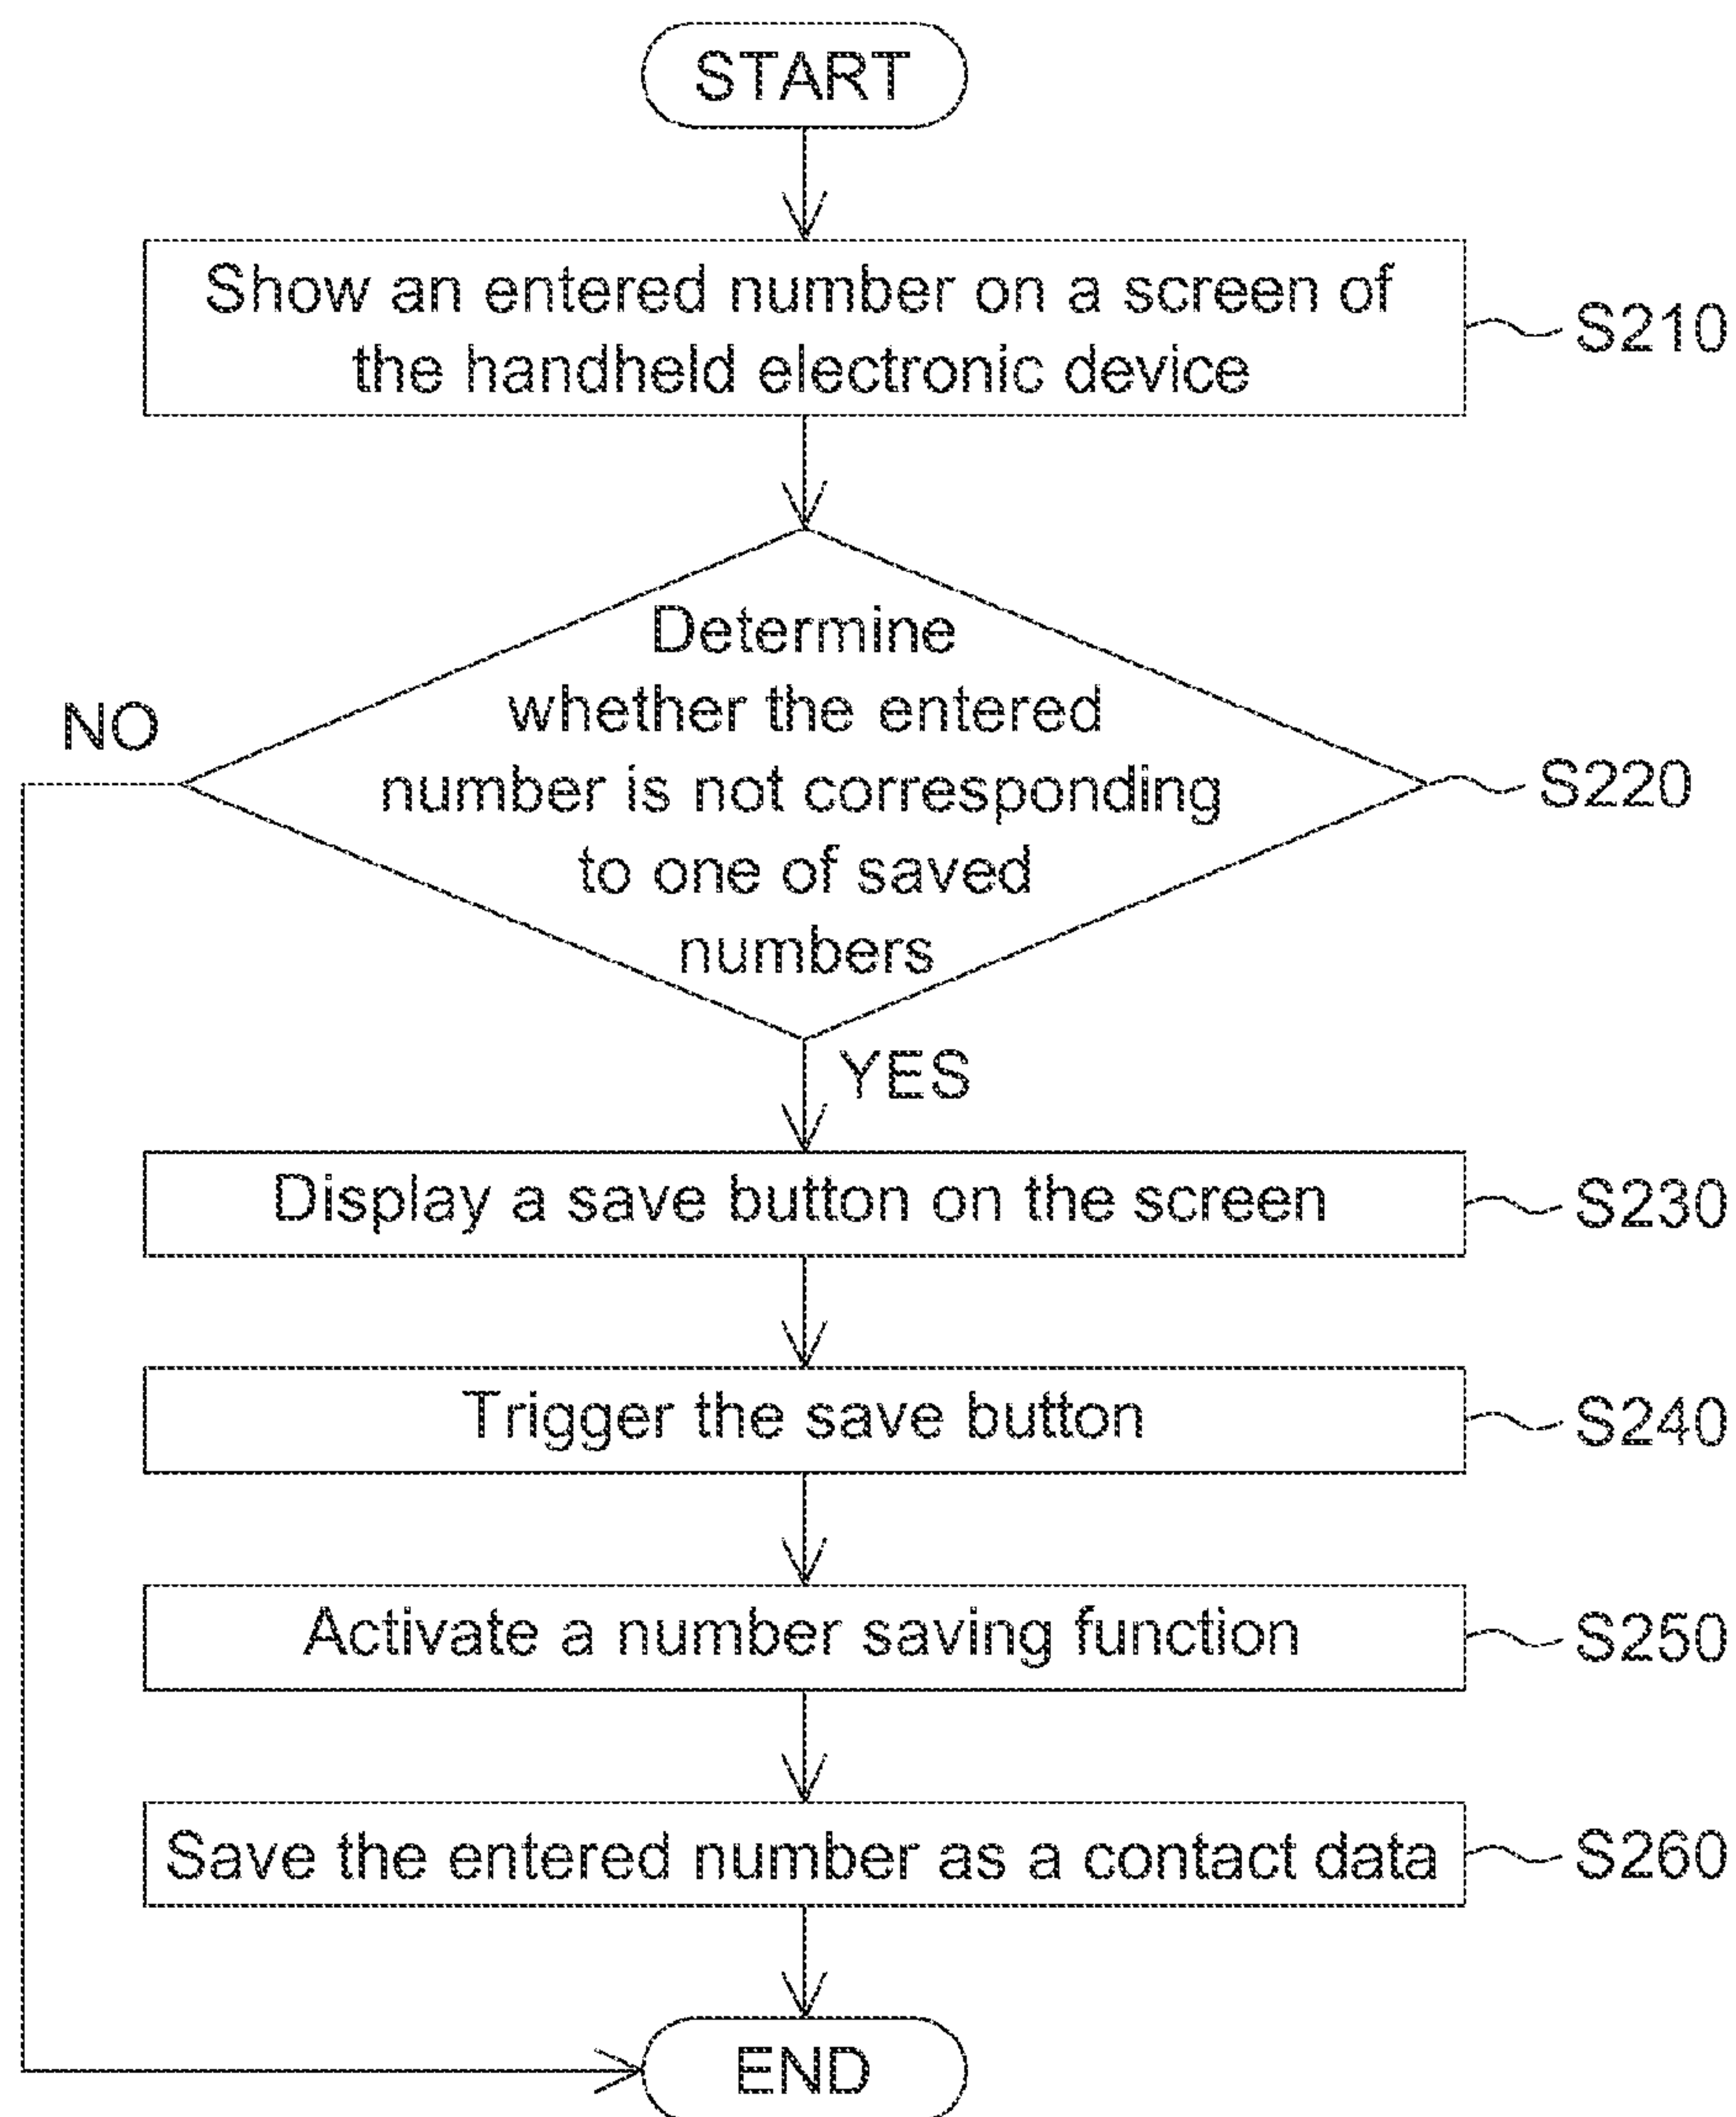 START
Show an entered number on a screen of
the handheld electronic device
S210
Determine
whether the entered
number is not corresponding
to one of saved
numbers
NO
S220
YES
Display a save button on the screen
S230
Trigger the save button
S240
Activate a number saving function
S250
Save the entered number as a contact data
S260
END